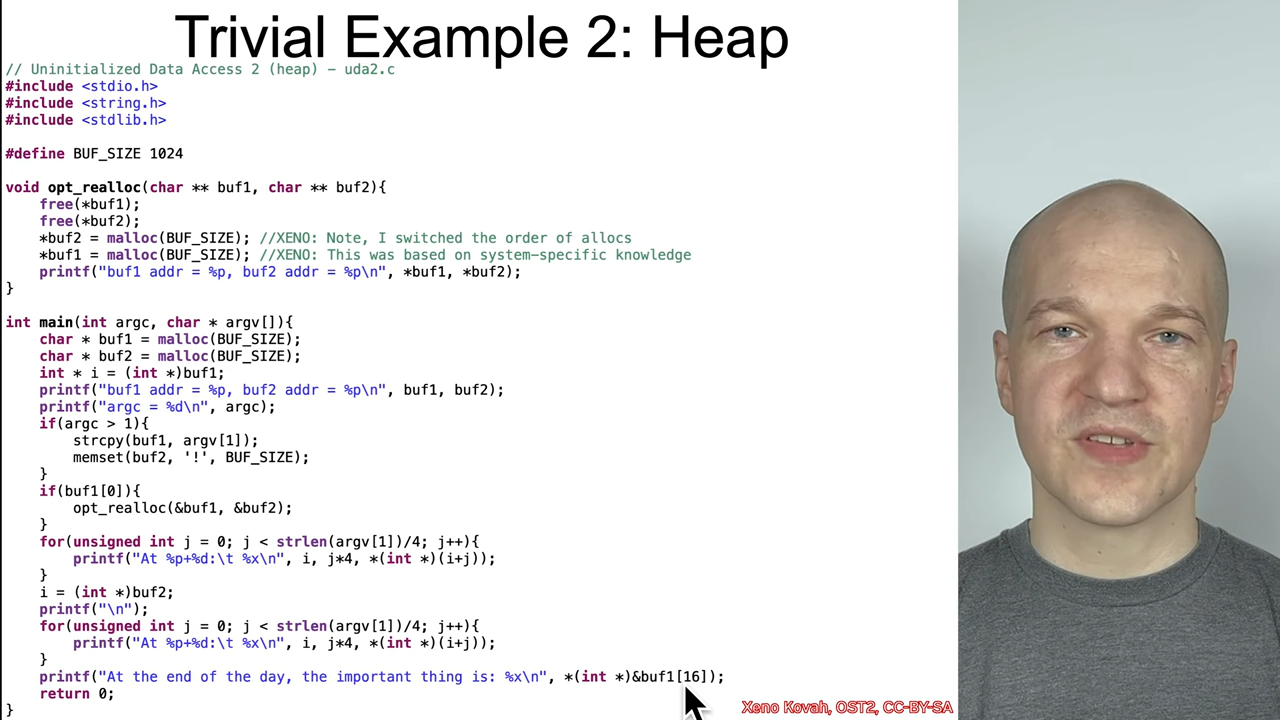 Trivial Example 2: Heap
// Uninitialized Data Access 2 (heap) - uda2.c
#include <stdio.h>
#include <string.h>
#include <stdlib.h>
#define BUF_SIZE 1024
void opt_realloc(char ** buf1, char ** buf2){
free(*buf1);
free(*buf2);
*buf2 = malloc(BUF_SIZE); //XENO: Note, I switched the order of allocs
*buf1 = malloc(BUF_SIZE); //XENO: This was based on system-specific knowledge
printf("buf1 addr = %p, buf2 addr = %p\n", *buf1, *buf2);
}
int main(int argc, char * argv[]){
char * buf1 = malloc(BUF_SIZE);
char * buf2 = malloc(BUF_SIZE);
int * i = (int *)buf1;
printf("buf1 addr = %p, buf2 addr = %p\n", buf1, buf2);
printf("argc = %d\n", argc);
if(argc > 1){
strcpy(buf1, argv[1]);
memset(buf2, '!', BUF_SIZE);
}
if(buf1[0]){
opt_realloc(&buf1, &buf2);
}
for(unsigned int j = 0; j < strlen(argv[1])/4; j++){
printf("At %p+%d:\t %x\n", i, j*4, *(int *)(i+j));
}
i = (int *)buf2;
printf("\n");
for(unsigned int j = 0; j < strlen(argv[1])/4; j++){
printf("At %p+%d:\t %x\n", i, j*4, *(int *)(i+j));
}
printf("At the end of the day, the important thing is: %x\n", *(int *)&buf1[16]);
return 0;
}
Xeno Kovah, OST2, CC-BY-SA